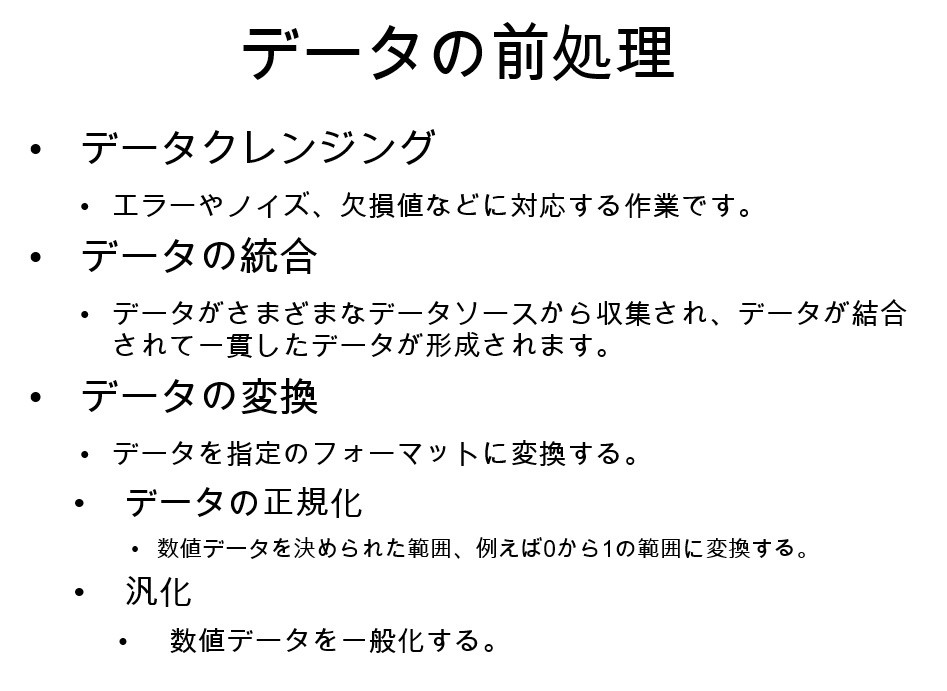 データの前処理
• データクレンジング
• エラーやノイズ、欠損値などに対応する作業です。
• データの統合
• データがさまざまなデータソースから収集され、データが結合
されて一貫したデータが形成されます。
• データの変換
• データを指定のフォーマットに変換する。
• データの正規化
• 数値データを決められた範囲、例えば0から1の範囲に変換する。
• 汎化
• 数値データを一般化する。